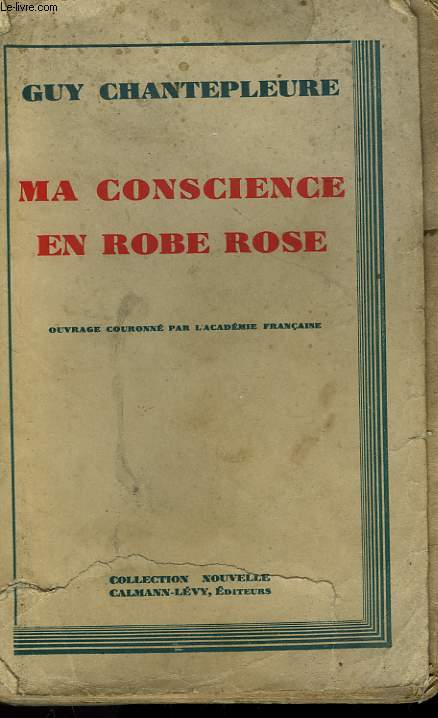 Le-livre.com
GUY CHANTEPLEURE
MA CONSCIENCE
EN ROBE ROSE
OUVRAGE COURONNÉ PAR L'ACADÉMIE FRANÇAISE
COLLECTION NOUVELLE
CALMANN-LÉVY, ÉDITEURS